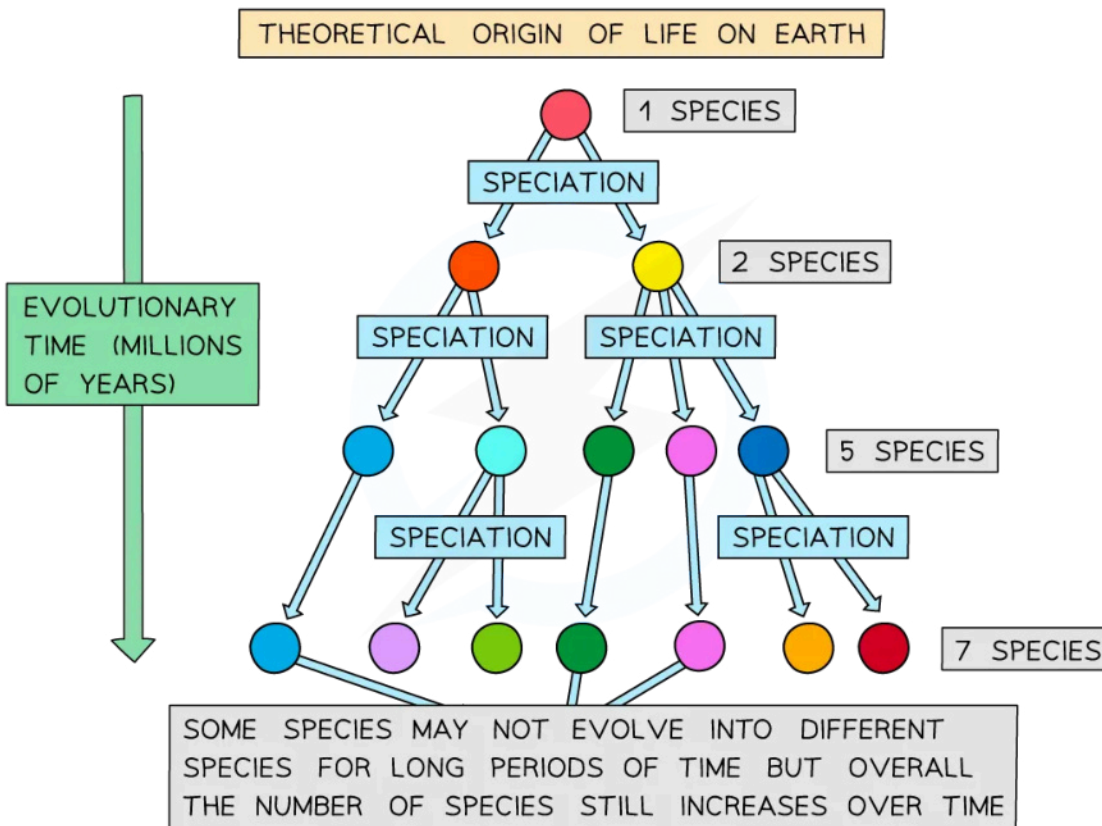 THEORETICAL ORIGIN OF LIFE ON EARTH
1 SPECIES
SPECIATION
2 SPECIES
EVOLUTIONARY
TIME (MILLIONS
OF YEARS)
SPECIATION
SPECIATION
5 SPECIES
SPECIATION
SPECIATION
7 SPECIES
SOME SPECIES MAY NOT EVOLVE INTO DIFFERENT
SPECIES FOR LONG PERIODS OF TIME BUT OVERALL
THE NUMBER OF SPECIES STILL INCREASES OVER TIME